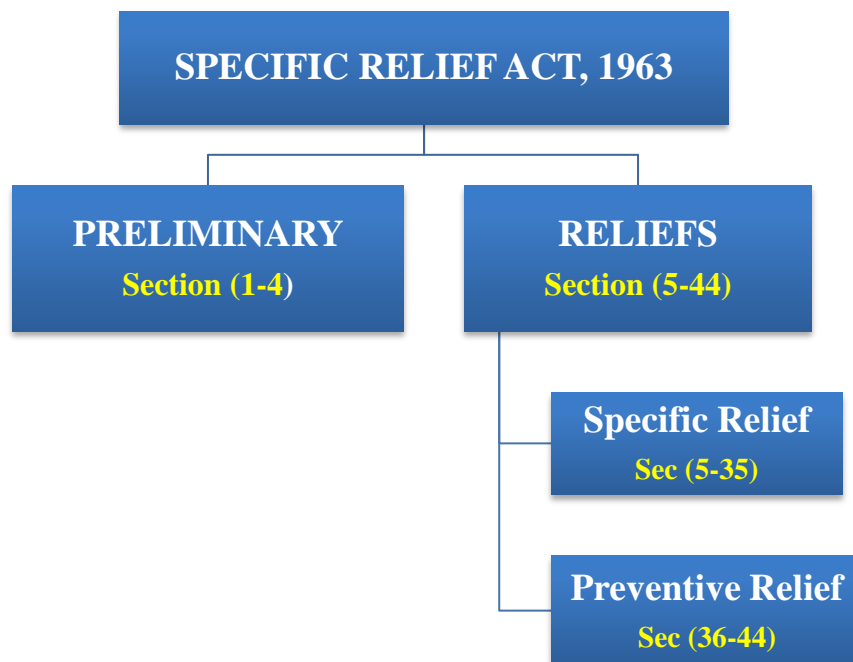 SPECIFIC RELIEF ACT, 1963
PRELIMINARY
Section (1-4)
RELIEFS
Section (5-44)
Specific Relief
Sec (5-35)
Preventive Relief
Sec (36-44)